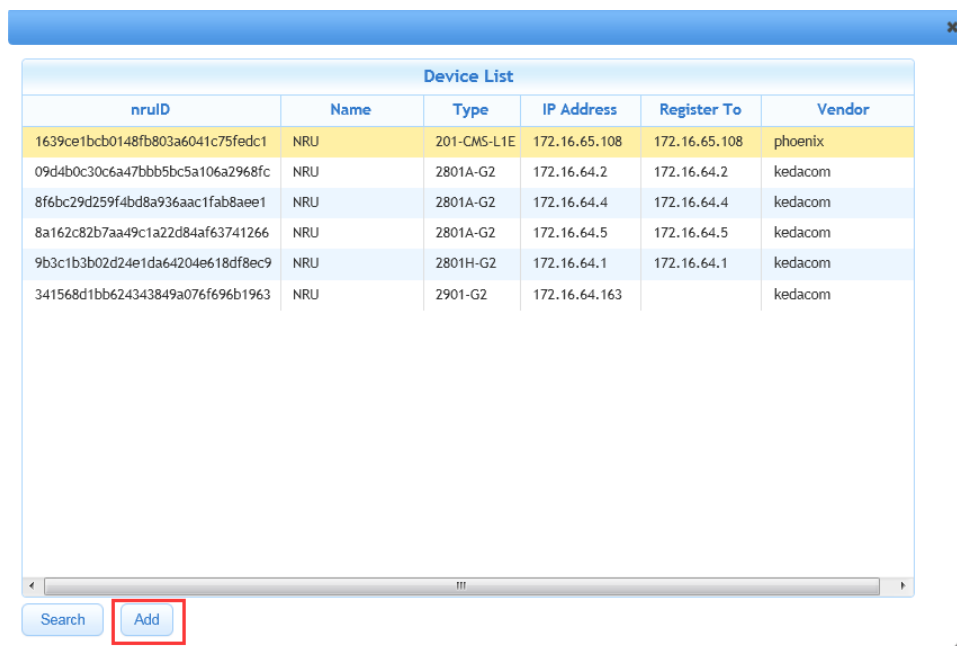 Device List
nruID Name Type IP Address Register To Vendor
1639ce1bcb0148fb803a6041c75fedc1 NRU 201-CMS-L1E 172.16.65.108 172.16.65.108 phoenix
09d4b0c30c6a47bbb5bc5a106a2968fc NRU 2801A-G2 172.16.64.2 172.16.64.2 kedacom
8f6bc29d259f4bd8a936aac1fab8aee1 NRU 2801A-G2 172.16.64.4 172.16.64.4 kedacom
8a162c82b7aa49c1a22d84af63741266 NRU 2801A-G2 172.16.64.5 172.16.64.5 kedacom
9b3c1b3b02d24e1da64204e618df8ec9 NRU 2801H-G2 172.16.64.1 172.16.64.1 kedacom
341568d1bb624343849a076f696b1963 NRU 2901-G2 172.16.64.163 kedacom
Search Add